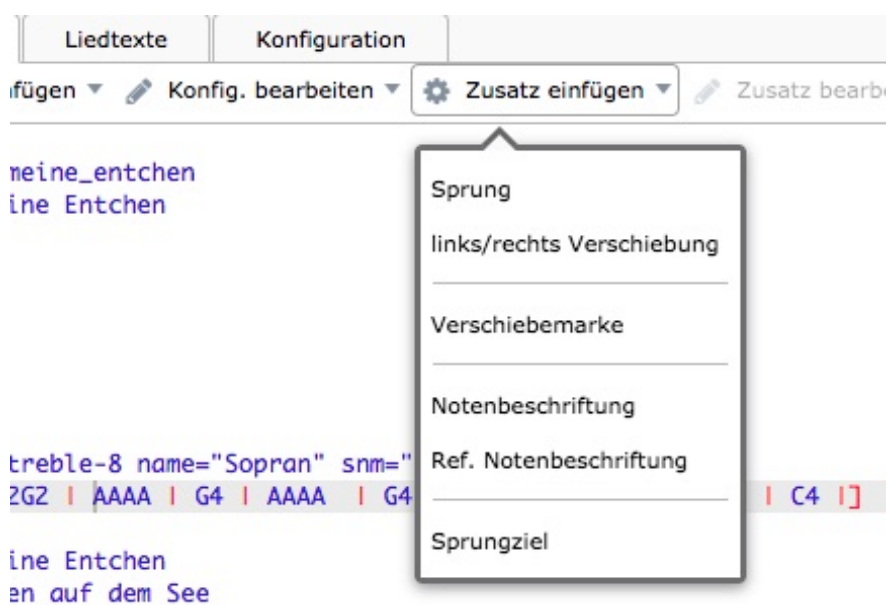 Liedtexte Konfiguration
nfügen Konfig. bearbeiten Zusatz einfügen Zusatz bearb
meine_entchen
ine Entchen
Sprung
links/rechts Verschiebung
Verschiebemarke
Notenbeschriftung
Ref. Notenbeschriftung
Sprungziel
treble-8 name="Sopran" snm="
2G2 | AAAA | G4 | AAAA | G4 | C4 |]
ine Entchen
en auf dem See